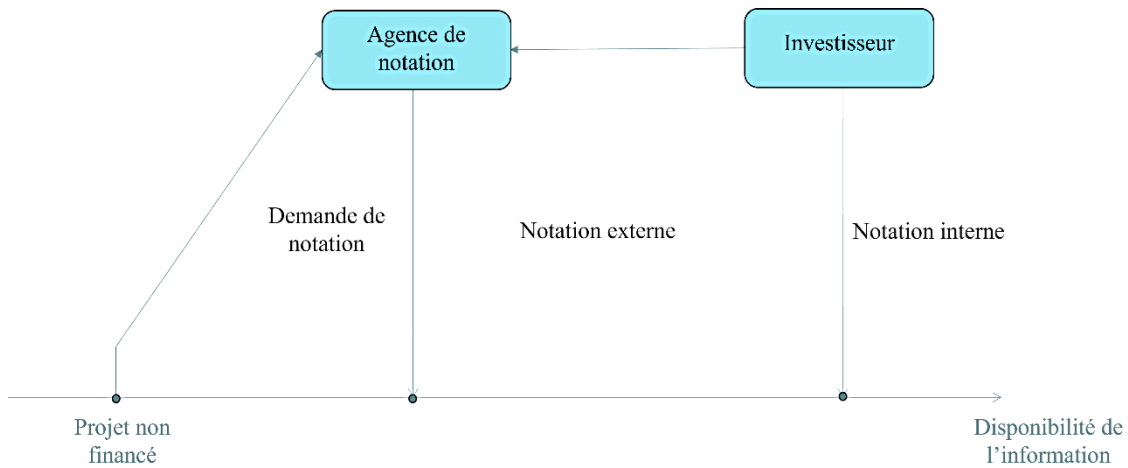 Agence de
notation
Investisseur
Demande de
notation
Notation externe
Notation interne
Projet non
financé
Disponibilité de
l’information